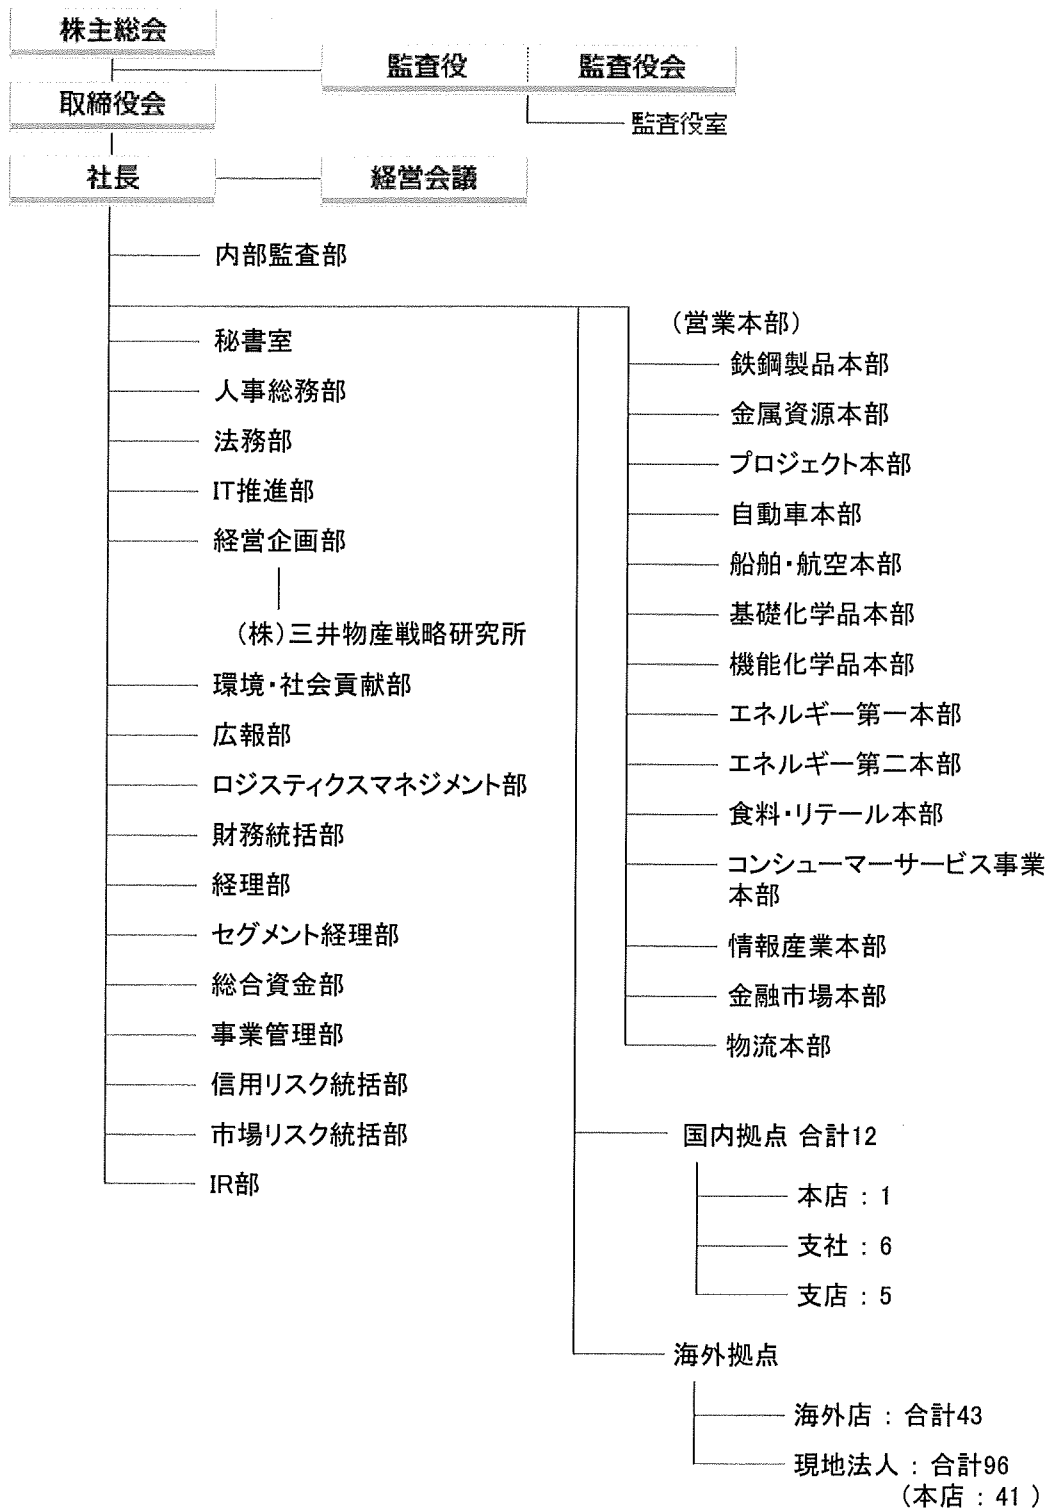 株主総会
監査役 監査役会
取締役会
監査役室
社長 経営会議
内部監査部
秘書室
人事総務部
法務部
IT推進部
経営企画部
(株)三井物産戦略研究所
環境・社会貢献部
広報部
ロジスティクスマネジメント部
財務統括部
経理部
セグメント経理部
総合資金部
事業管理部
信用リスク統括部
市場リスク統括部
IR部
(営業本部)
鉄鋼製品本部
金属資源本部
プロジェクト本部
自動車本部
船舶・航空本部
基礎化学品本部
機能化学品本部
エネルギー第一本部
エネルギー第二本部
食料・リテール本部
コンシューマーサービス事業
本部
情報産業本部
金融市場本部
物流本部
国内拠点 合計12
本店 : 1
支社 : 6
支店 : 5
海外拠点
海外店 : 合計43
現地法人 : 合計96
(本店 : 41 )